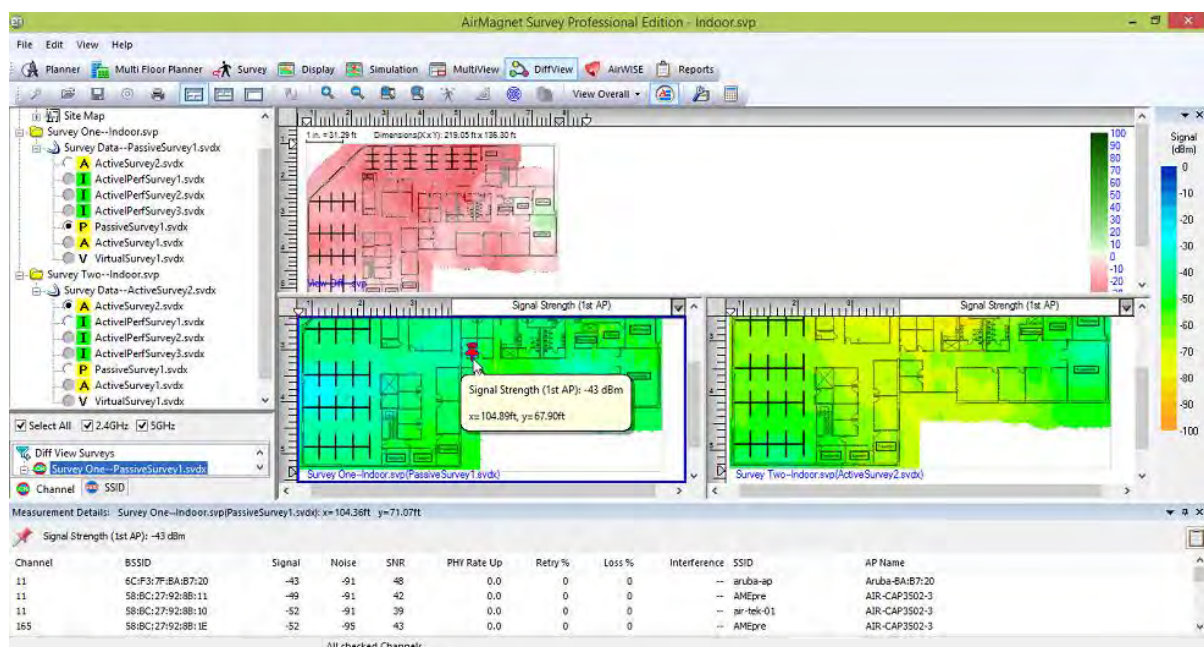 AirMagnet Survey Professional Edition - Indoor.svp
File Edit View Help
Planner Multi Floor Planner Survey Display Simulation MultiView DiffView AirWISE Reports
View Overall
Site Map
Survey One--Indoor.svp
Survey Data--PassiveSurvey1.svdx
A ActiveSurvey2.svdx
I ActiveIPerfSurvey1.svdx
I ActiveIPerfSurvey2.svdx
I ActiveIPerfSurvey3.svdx
P PassiveSurvey1.svdx
A ActiveSurvey1.svdx
V VirtualSurvey1.svdx
Survey Two--Indoor.svp
Survey Data--ActiveSurvey2.svdx
A ActiveSurvey2.svdx
I ActiveIPerfSurvey1.svdx
I ActiveIPerfSurvey2.svdx
I ActiveIPerfSurvey3.svdx
P PassiveSurvey1.svdx
A ActiveSurvey1.svdx
V VirtualSurvey1.svdx
Select All 2.4GHz 5GHz
Diff View Surveys
Survey One--PassiveSurvey1.svdx
Channel SSID
1 in. = 31.29 ft Dimensions(X x Y): 219.05 ft x 136.30 ft
View Diff-.svp
100
90
80
70
60
50
40
30
20
10
0
-10
-20
Signal
(dBm)
0
-10
-20
-30
-40
-50
-60
-70
-80
-90
-100
Signal Strength (1st AP)
Signal Strength (1st AP): -43 dBm
x=104.89ft, y=67.90ft
Survey One--Indoor.svp(PassiveSurvey1.svdx)
Signal Strength (1st AP)
Survey Two--Indoor.svp(ActiveSurvey2.svdx)
Measurement Details: Survey One--Indoor.svp(PassiveSurvey1.svdx): x=104.36ft y=71.07ft
Signal Strength (1st AP): -43 dBm
Channel BSSID Signal Noise SNR PHY Rate Up Retry % Loss % Interference SSID AP Name
11 6C:F3:7F:BA:B7:20 -43 -91 48 0.0 0 0 -- aruba-ap Aruba-BA:B7:20
11 58:BC:27:92:8B:11 -49 -91 42 0.0 0 0 -- AMEpre AIR-CAP3502-3
11 58:BC:27:92:8B:10 -52 -91 39 0.0 0 0 -- air-tek-01 AIR-CAP3502-3
165 58:BC:27:92:8B:1E -52 -95 43 0.0 0 0 -- AMEpre AIR-CAP3502-3
All checked Channels